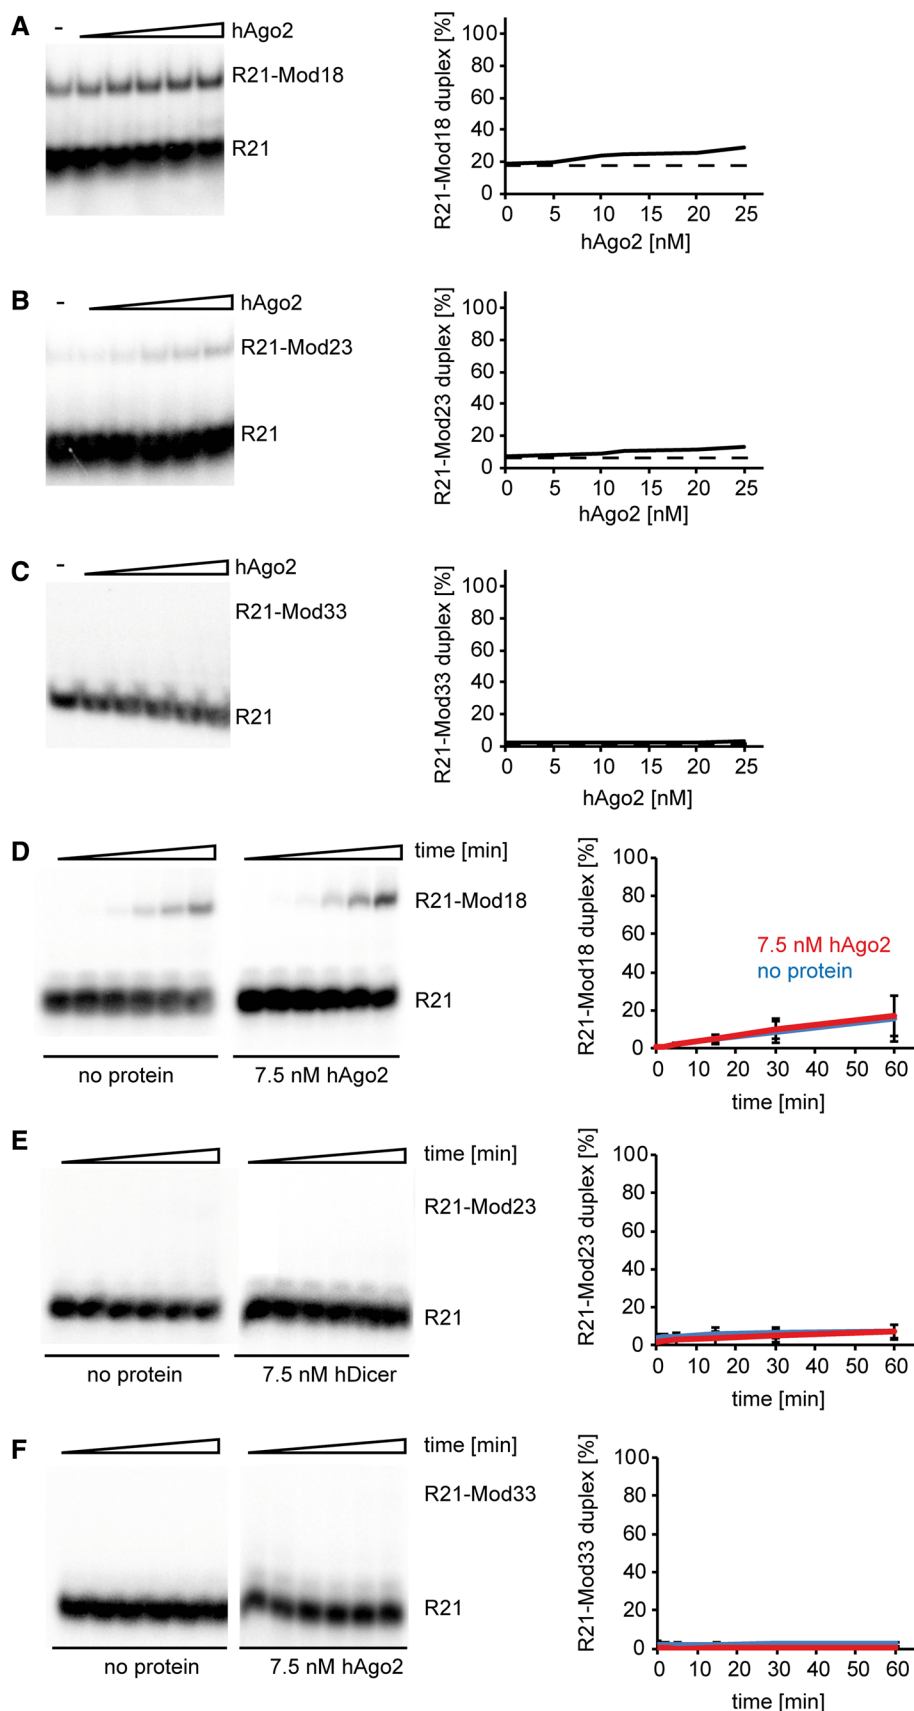 A
-
hAgo2
R21-Mod18
R21
R21-Mod18 duplex [%]
100
80
60
40
20
0
0 5 10 15 20 25
hAgo2 [nM]
B
-
hAgo2
R21-Mod23
R21
R21-Mod23 duplex [%]
100
80
60
40
20
0
0 5 10 15 20 25
hAgo2 [nM]
C
-
hAgo2
R21-Mod33
R21
R21-Mod33 duplex [%]
100
80
60
40
20
0
0 5 10 15 20 25
hAgo2 [nM]
D
time [min]
R21-Mod18
R21
no protein
7.5 nM hAgo2
R21-Mod18 duplex [%]
100
80
60
40
20
0
7.5 nM hAgo2
no protein
0 10 20 30 40 50 60
time [min]
E
time [min]
R21-Mod23
R21
no protein
7.5 nM hDicer
R21-Mod23 duplex [%]
100
80
60
40
20
0
0 10 20 30 40 50 60
time [min]
F
time [min]
R21-Mod33
R21
no protein
7.5 nM hAgo2
R21-Mod33 duplex [%]
100
80
60
40
20
0
0 10 20 30 40 50 60
time [min]